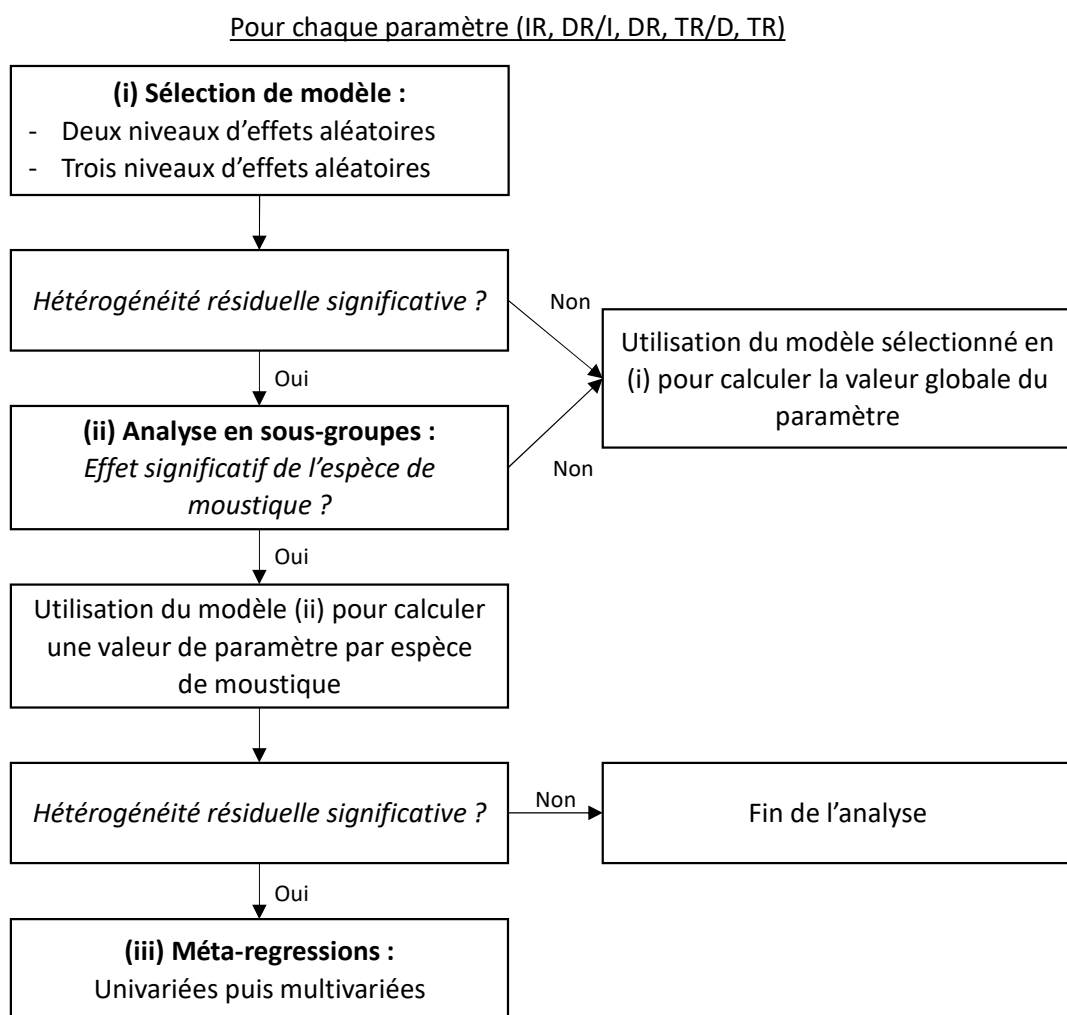 Pour chaque paramètre (IR, DR/I, DR, TR/D, TR)
(i) Sélection de modèle :
- Deux niveaux d’effets aléatoires
- Trois niveaux d’effets aléatoires
Hétérogénéité résiduelle significative ?
Non
Utilisation du modèle sélectionné en
(i) pour calculer la valeur globale du
paramètre
Oui
(ii) Analyse en sous-groupes :
Effet significatif de l’espèce de
moustique ?
Non
Oui
Utilisation du modèle (ii) pour calculer
une valeur de paramètre par espèce
de moustique
Hétérogénéité résiduelle significative ?
Non
Fin de l’analyse
Oui
(iii) Méta-regressions :
Univariées puis multivariées